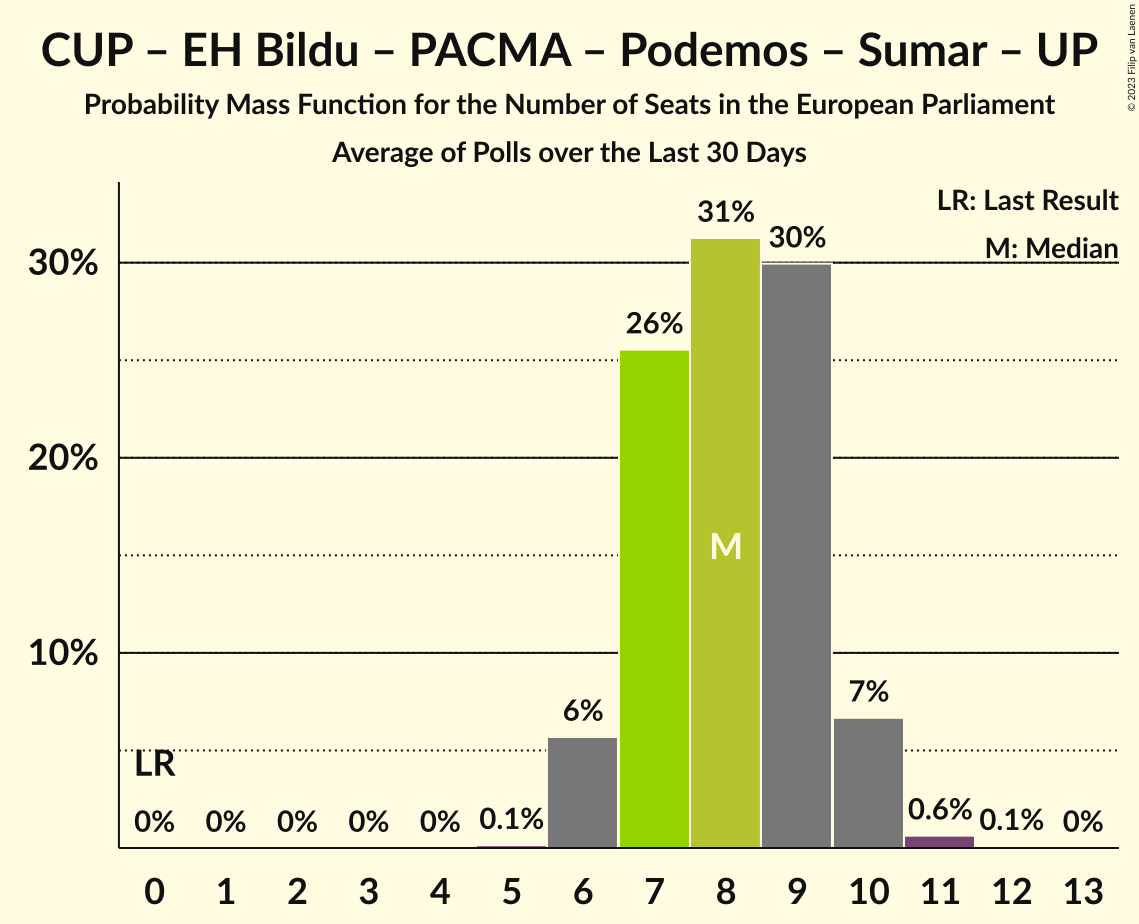 CUP – EH Bildu – PACMA – Podemos – Sumar – UP
Probability Mass Function for the Number of Seats in the European Parliament
Average of Polls over the Last 30 Days
© 2023 Filip van Laenen
LR: Last Result
M: Median
30%
20%
10%
LR
0%
0%
0%
0%
0%
0.1%
6%
26%
31%
30%
7%
0.6%
0.1%
0%
M
0 1 2 3 4 5 6 7 8 9 10 11 12 13